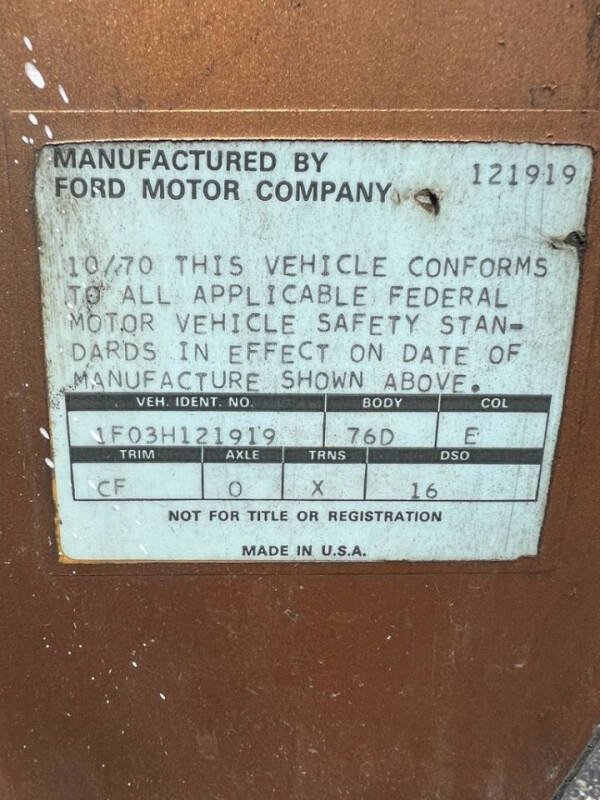 MANUFACTURED BY
FORD MOTOR COMPANY
121919
10/70 THIS VEHICLE CONFORMS
TO ALL APPLICABLE FEDERAL
MOTOR VEHICLE SAFETY STAN-
DARDS IN EFFECT ON DATE OF
MANUFACTURE SHOWN ABOVE.
VEH. IDENT. NO. BODY COL
1F03H121919 76D E
TRIM AXLE TRNS DSO
CF O X 16
NOT FOR TITLE OR REGISTRATION
MADE IN U.S.A.